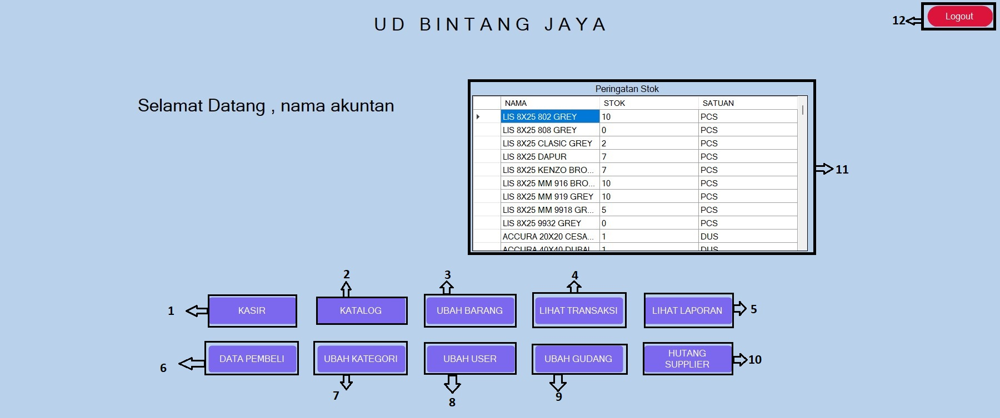 UD BINTANG JAYA
12
Logout
Selamat Datang , nama akuntan
Peringatan Stok
NAMA STOK SATUAN
LIS 8X25 802 GREY 10 PCS
LIS 8X25 808 GREY 0 PCS
LIS 8X25 CLASIC GREY 2 PCS
LIS 8X25 DAPUR 7 PCS
LIS 8X25 KENZO BRO... 7 PCS
LIS 8X25 MM 916 BRO... 10 PCS
LIS 8X25 MM 919 GREY 10 PCS
LIS 8X25 MM 9918 GR... 5 PCS
LIS 8X25 9932 GREY 0 PCS
ACCURA 20X20 CESA... 1 DUS
ACCURA 40X40 DUBAI 1 DUS
11
2 3 4
1 KASIR KATALOG UBAH BARANG LIHAT TRANSAKSI LIHAT LAPORAN 5
6 DATA PEMBELI UBAH KATEGORI UBAH USER UBAH GUDANG HUTANG
SUPPLIER 10
7 8 9